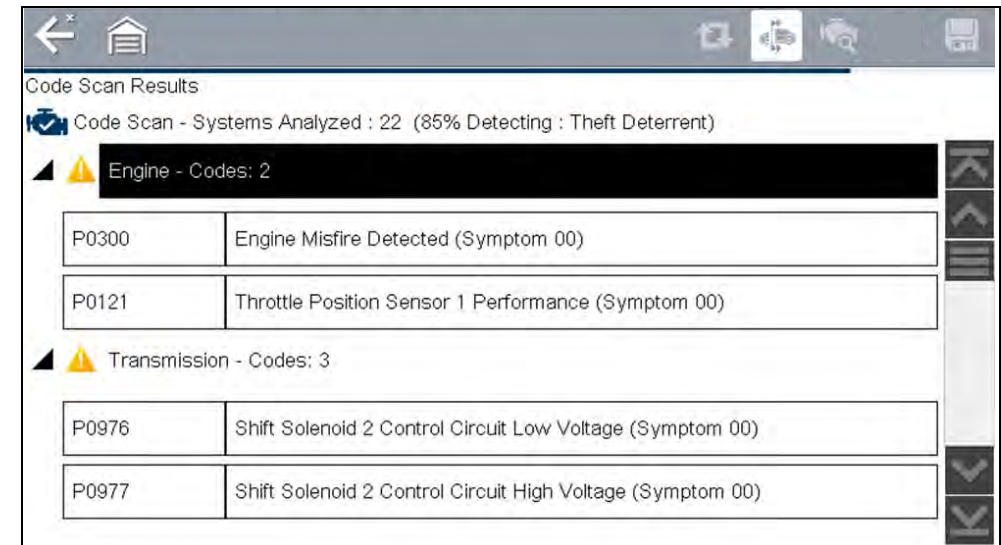 Code Scan Results
Code Scan - Systems Analyzed : 22 (85% Detecting : Theft Deterrent)
Engine - Codes: 2
P0300 Engine Misfire Detected (Symptom 00)
P0121 Throttle Position Sensor 1 Performance (Symptom 00)
Transmission - Codes: 3
P0976 Shift Solenoid 2 Control Circuit Low Voltage (Symptom 00)
P0977 Shift Solenoid 2 Control Circuit High Voltage (Symptom 00)